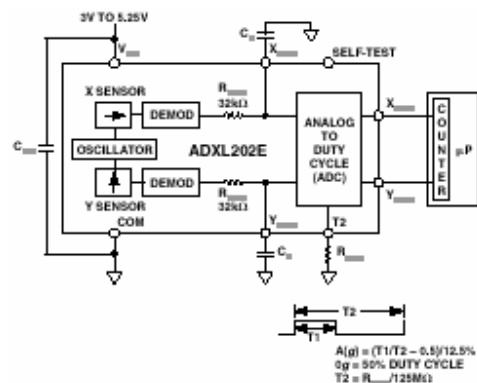 3V TO 5.25V
V
C
X
SELF-TEST
X SENSOR
DEMOD
R
32kΩ
X
C
OSCILLATOR
ADXL202E
ANALOG
TO
DUTY
CYCLE
(ADC)
COUNTER
µP
DEMOD
R
32kΩ
Y
Y SENSOR
COM
Y
T2
C
R
T2
T1
A(g) = (T1/T2 – 0.5)/12.5%
0g = 50% DUTY CYCLE
T2 = R /125MΩ